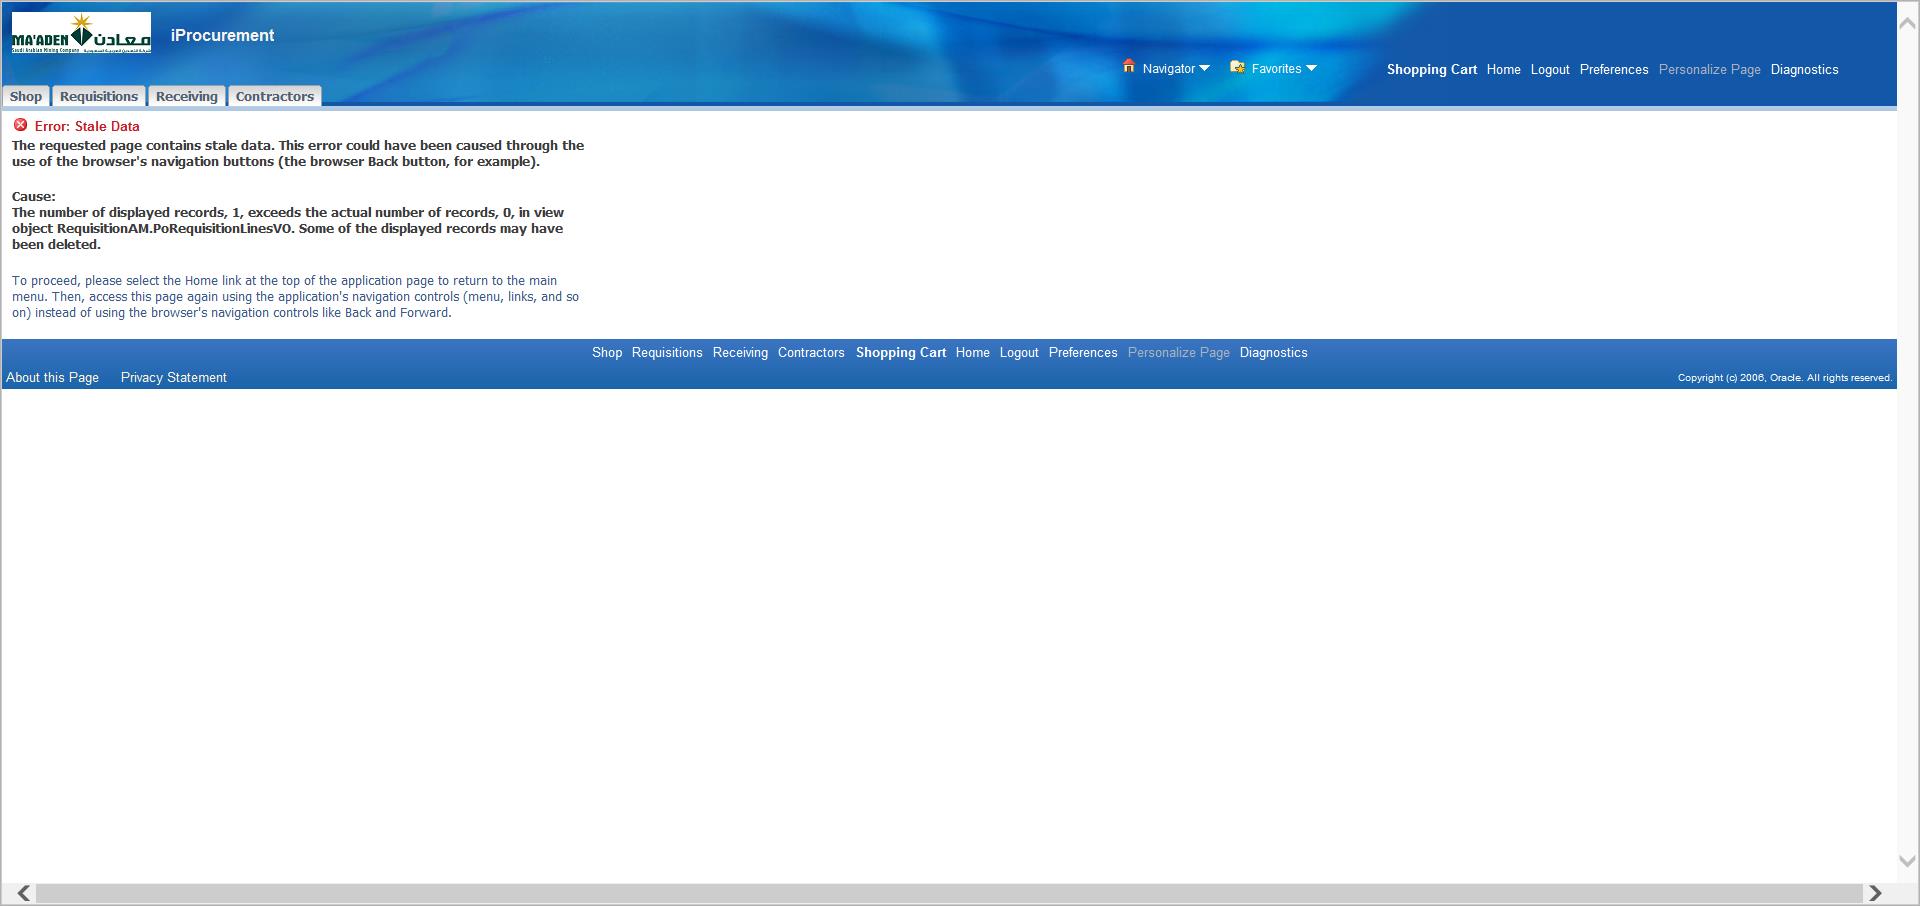 MA'ADEN معادن
Saudi Arabian Mining Company شركة التعدين العربية السعودية
iProcurement
Navigator Favorites Shopping Cart Home Logout Preferences Personalize Page Diagnostics
Shop Requisitions Receiving Contractors
Error: Stale Data
The requested page contains stale data. This error could have been caused through the
use of the browser's navigation buttons (the browser Back button, for example).
Cause:
The number of displayed records, 1, exceeds the actual number of records, 0, in view
object RequisitionAM.PoRequisitionLinesVO. Some of the displayed records may have
been deleted.
To proceed, please select the Home link at the top of the application page to return to the main
menu. Then, access this page again using the application's navigation controls (menu, links, and so
on) instead of using the browser's navigation controls like Back and Forward.
Shop Requisitions Receiving Contractors Shopping Cart Home Logout Preferences Personalize Page Diagnostics
About this Page Privacy Statement Copyright (c) 2006, Oracle. All rights reserved.